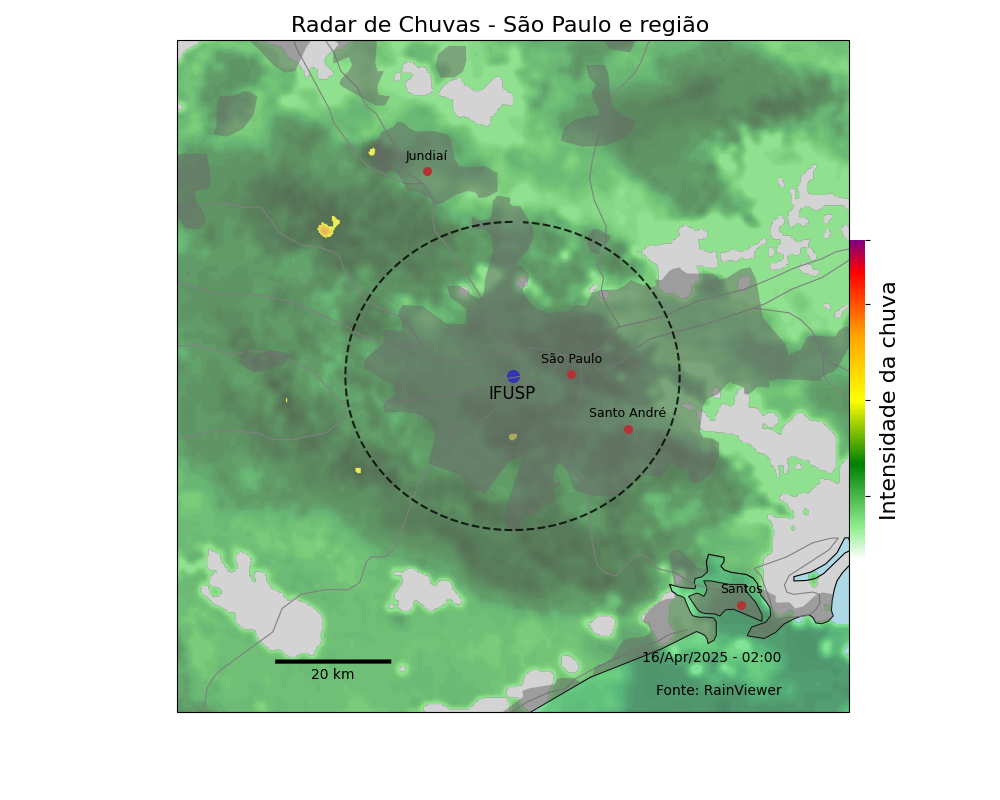 Radar de Chuvas - São Paulo e região
Jundiaí
São Paulo
IFUSP
Santo André
Santos
16/Apr/2025 - 02:00
20 km
Fonte: RainViewer
Intensidade da chuva